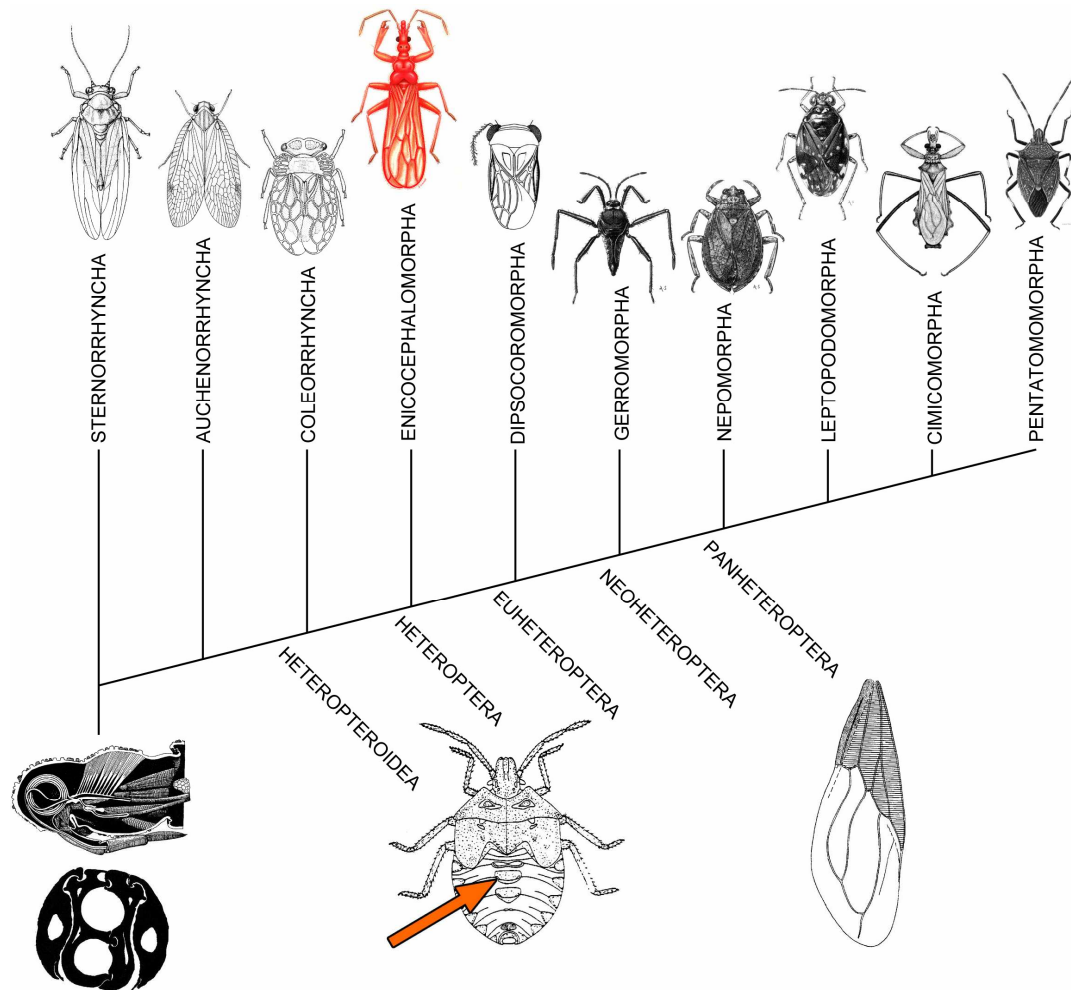 STERNORRHYNCHA
AUCHENORRHYNCHA
COLEORRHYNCHA
ENICOCEPHALOMORPHA
DIPSOCOROMORPHA
GERROMORPHA
NEPOMORPHA
LEPTOPODOMORPHA
CIMICOMORPHA
PENTATOMOMORPHA
HETEROPTEROIDEA
HETEROPTERA
EUHETEROPTERA
NEOHETEROPTERA
PANHETEROPTERA